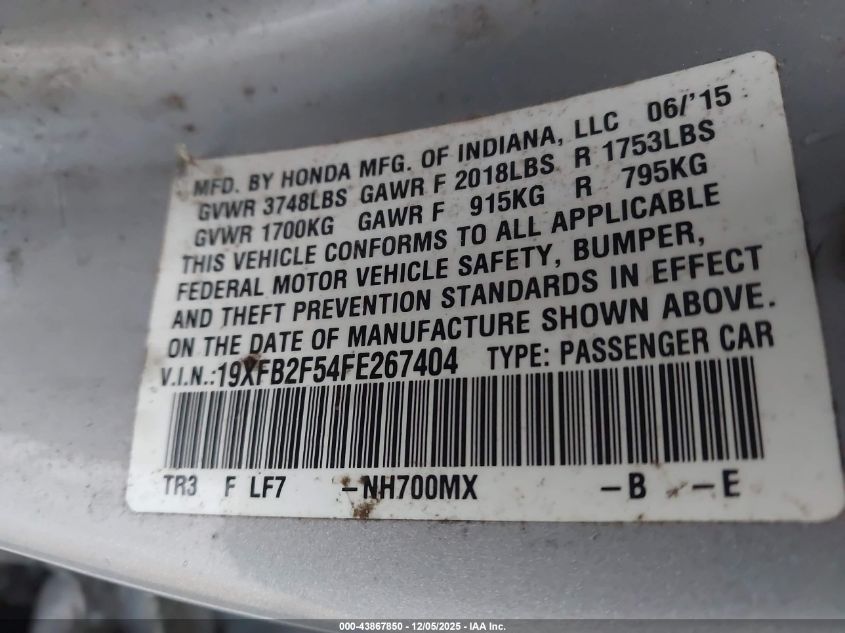 MFD. BY HONDA MFG. OF INDIANA, LLC 06/'15
GVWR 3748LBS GAWR F 2018LBS R 1753LBS
GVWR 1700KG GAWR F 915KG R 795KG
THIS VEHICLE CONFORMS TO ALL APPLICABLE
FEDERAL MOTOR VEHICLE SAFETY, BUMPER,
AND THEFT PREVENTION STANDARDS IN EFFECT
ON THE DATE OF MANUFACTURE SHOWN ABOVE.
V.I.N.:19XFB2F54FE267404 TYPE: PASSENGER CAR
TR3 F LF7 -NH700MX -B -E
000-43867850 • 12/05/2025 - IAA Inc.